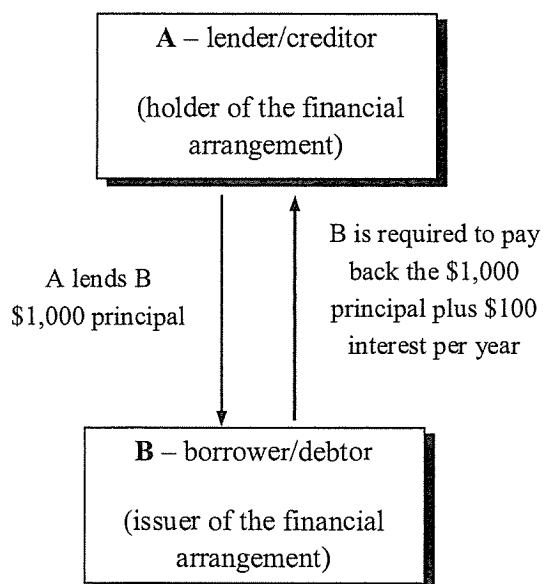 A – lender/creditor
(holder of the financial
arrangement)
A lends B
$1,000 principal
B is required to pay
back the $1,000
principal plus $100
interest per year
B – borrower/debtor
(issuer of the financial
arrangement)